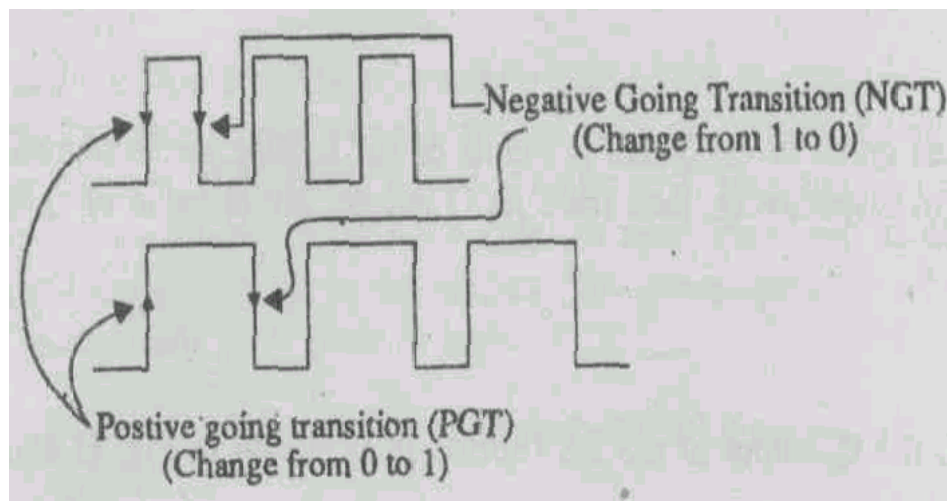 Negative Going Transition (NGT)
(Change from 1 to 0)
Postive going transition (PGT)
(Change from 0 to 1)